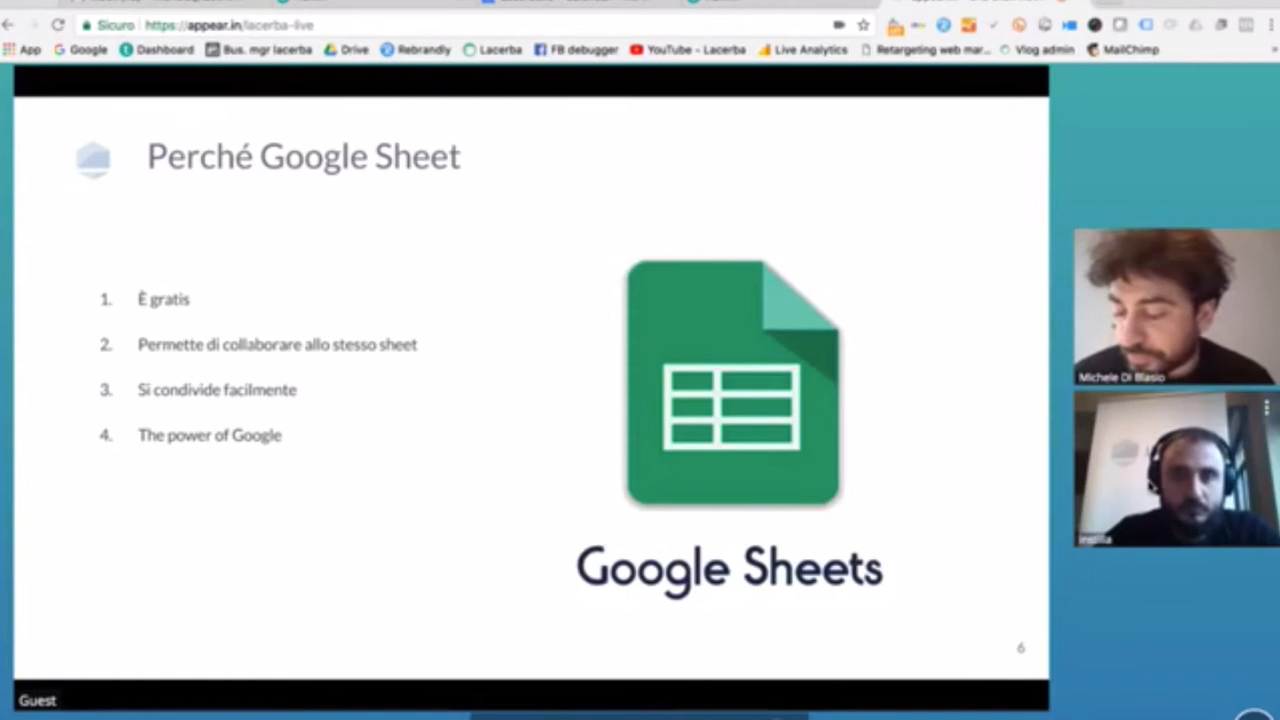 Sicuro https://appear.in/lacerba-live
App Google Dashboard Bus. mgr lacerba Drive Rebrandly Lacerba FB debugger YouTube - Lacerba Live Analytics Retargeting web mar... Vlog admin MailChimp »
Perché Google Sheet
1. È gratis
2. Permette di collaborare allo stesso sheet
3. Si condivide facilmente
4. The power of Google
Google Sheets
6
Michele Di Blasio
instilla
Guest